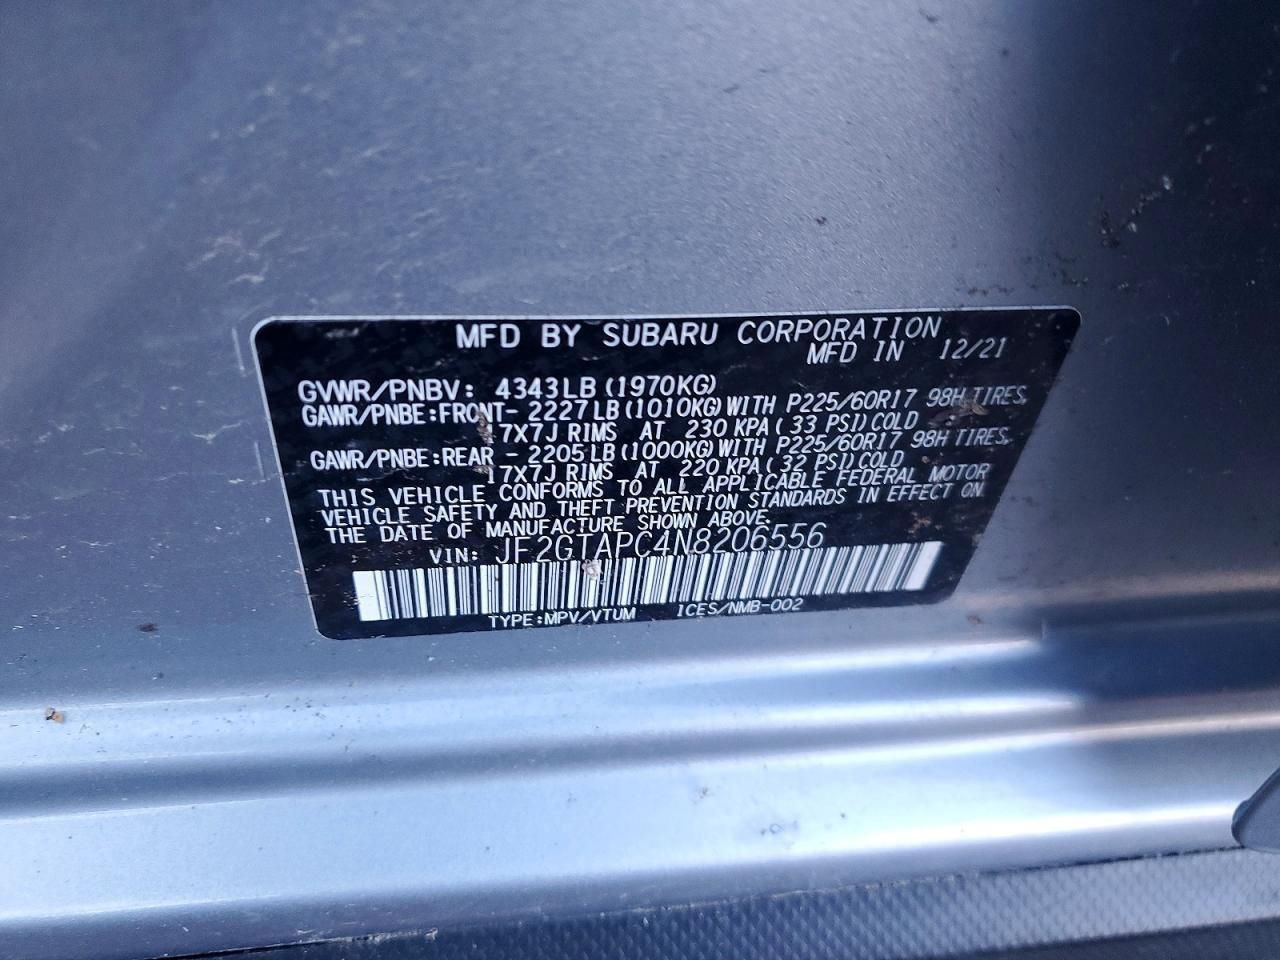 MFD BY SUBARU CORPORATION
MFD IN 12/21
GVWR/PNBV: 4343LB(1970KG)
GAWR/PNBE:FRONT- 2227LB(1010KG)WITH P225/60R17 98H TIRES,
17X7J RIMS AT 230 KPA(33 PSI)COLD
GAWR/PNBE:REAR - 2205LB(1000KG)WITH P225/60R17 98H TIRES,
17X7J RIMS AT 220 KPA(32 PSI)COLD
THIS VEHICLE CONFORMS TO ALL APPLICABLE FEDERAL MOTOR
VEHICLE SAFETY AND THEFT PREVENTION STANDARDS IN EFFECT ON
THE DATE OF MANUFACTURE SHOWN ABOVE.
VIN: JF2GTAPC4N8206556
TYPE:MPV/VTUM ICES/NMB-002